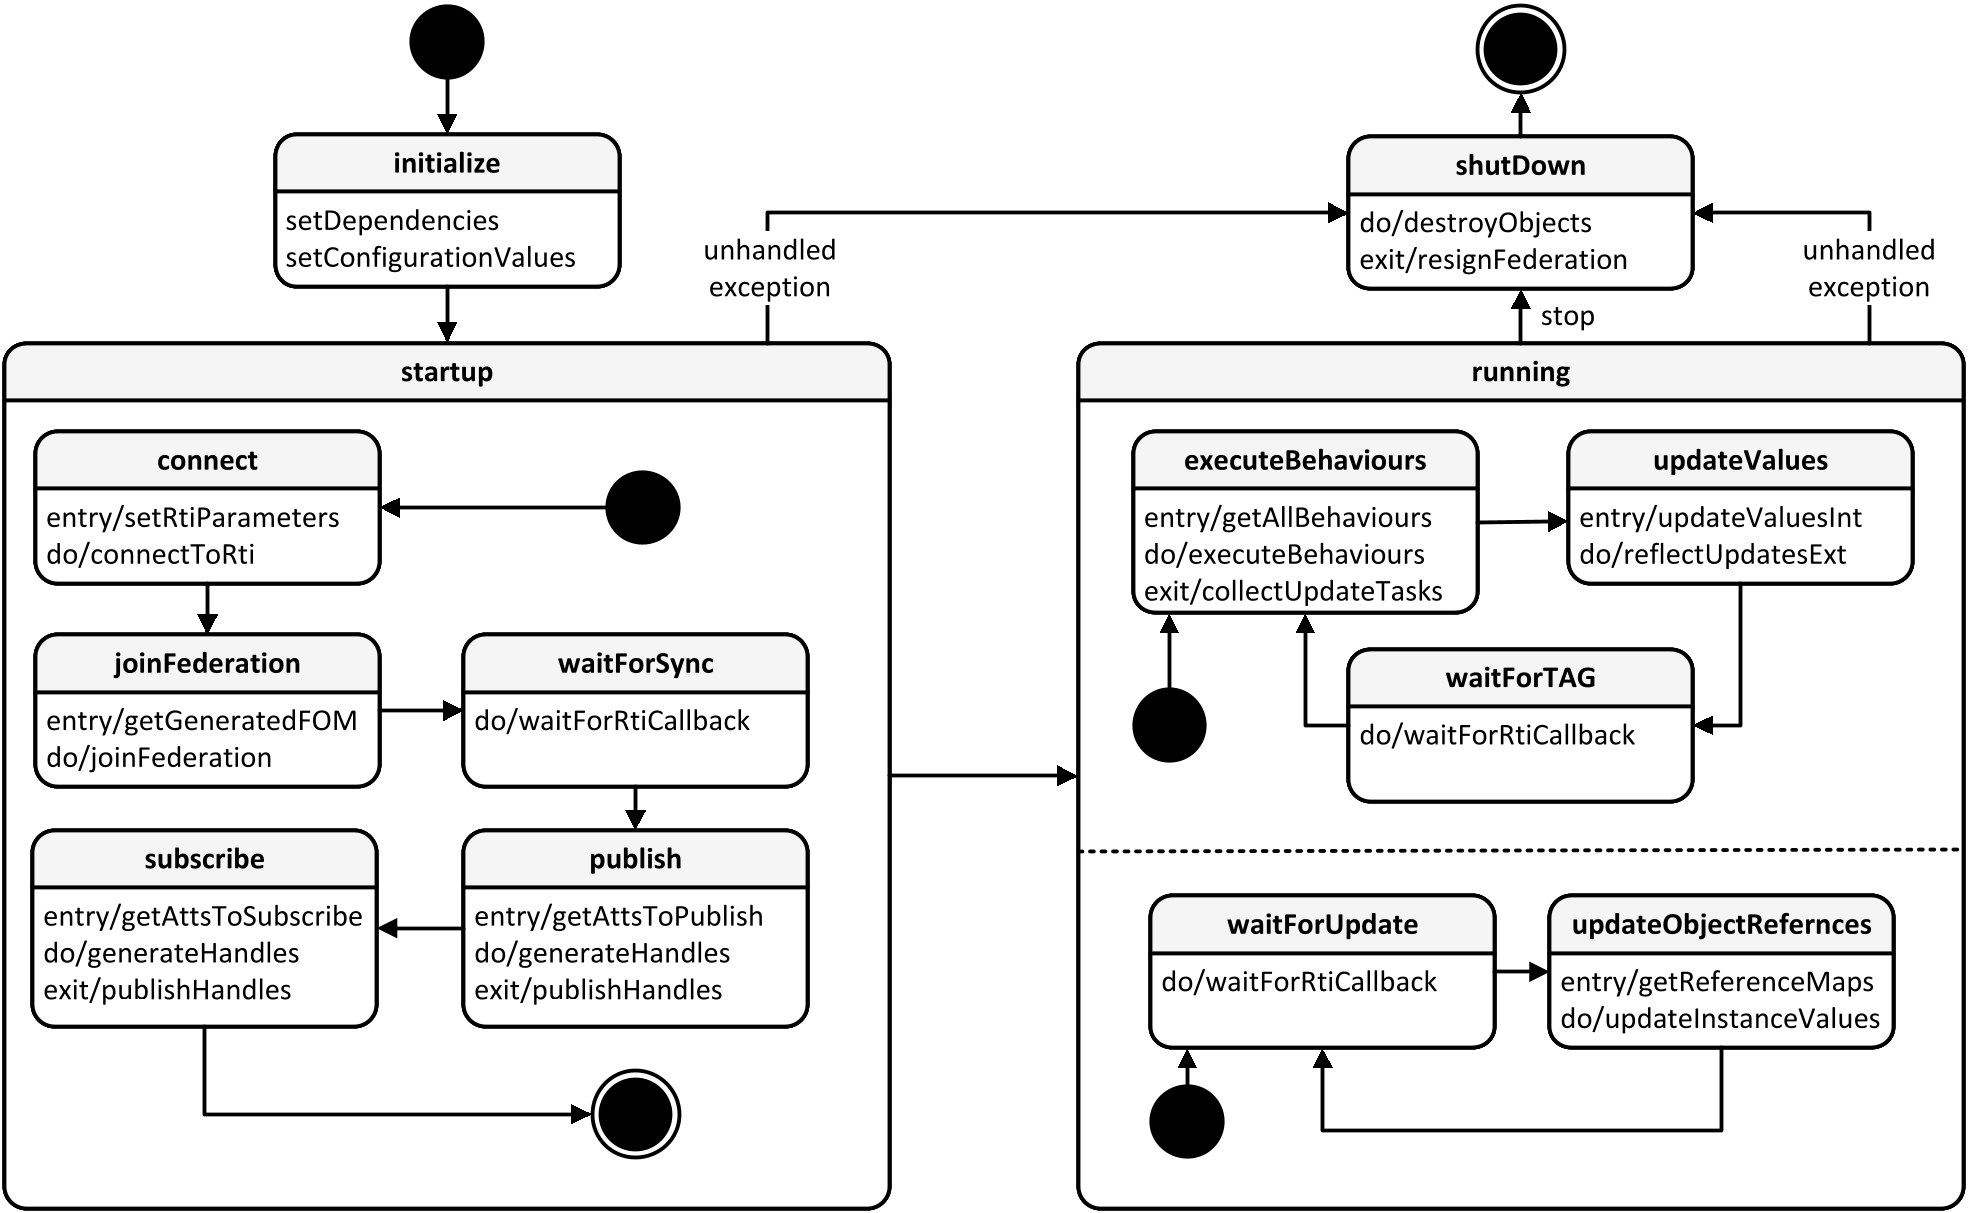 initialize
setDependencies
setConfigurationValues
shutDown
do/destroyObjects
exit/resignFederation
unhandled
exception
unhandled
exception
stop
startup
connect
entry/setRtiParameters
do/connectToRti
joinFederation
entry/getGeneratedFOM
do/joinFederation
waitForSync
do/waitForRtiCallback
subscribe
entry/getAttsToSubscribe
do/generateHandles
exit/publishHandles
publish
entry/getAttsToPublish
do/generateHandles
exit/publishHandles
running
executeBehaviours
entry/getAllBehaviours
do/executeBehaviours
exit/collectUpdateTasks
updateValues
entry/updateValuesInt
do/reflectUpdatesExt
waitForTAG
do/waitForRtiCallback
waitForUpdate
do/waitForRtiCallback
updateObjectRefernces
entry/getReferenceMaps
do/updateInstanceValues